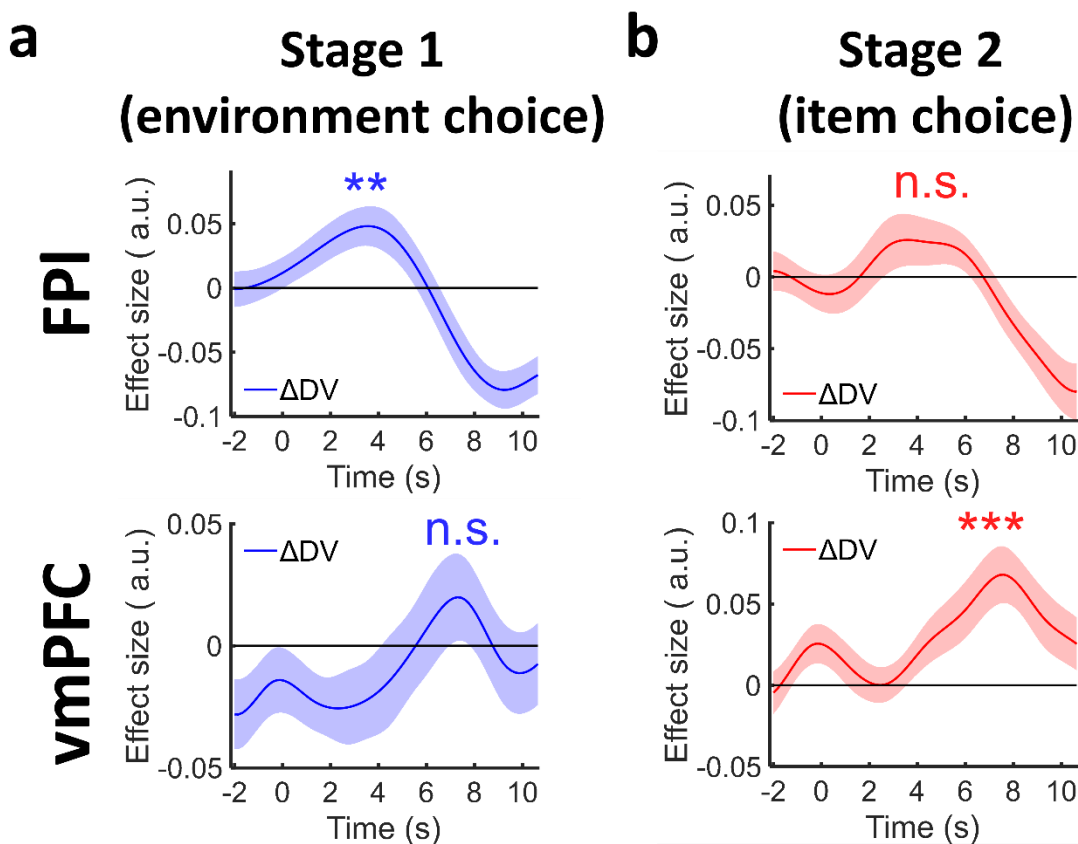 a
Stage 1
(environment choice)
b
Stage 2
(item choice)
FPl
Effect size ( a.u.)
0.05
0
-0.05
-0.1
**
ΔDV
-2 0 2 4 6 8 10
Time (s)
Effect size ( a.u.)
0.05
0
-0.05
-0.1
n.s.
ΔDV
-2 0 2 4 6 8 10
Time (s)
vmPFC
Effect size ( a.u.)
0.05
0
-0.05
n.s.
ΔDV
-2 0 2 4 6 8 10
Time (s)
Effect size ( a.u.)
0.1
0.05
0
0.05
***
ΔDV
-2 0 2 4 6 8 10
Time (s)